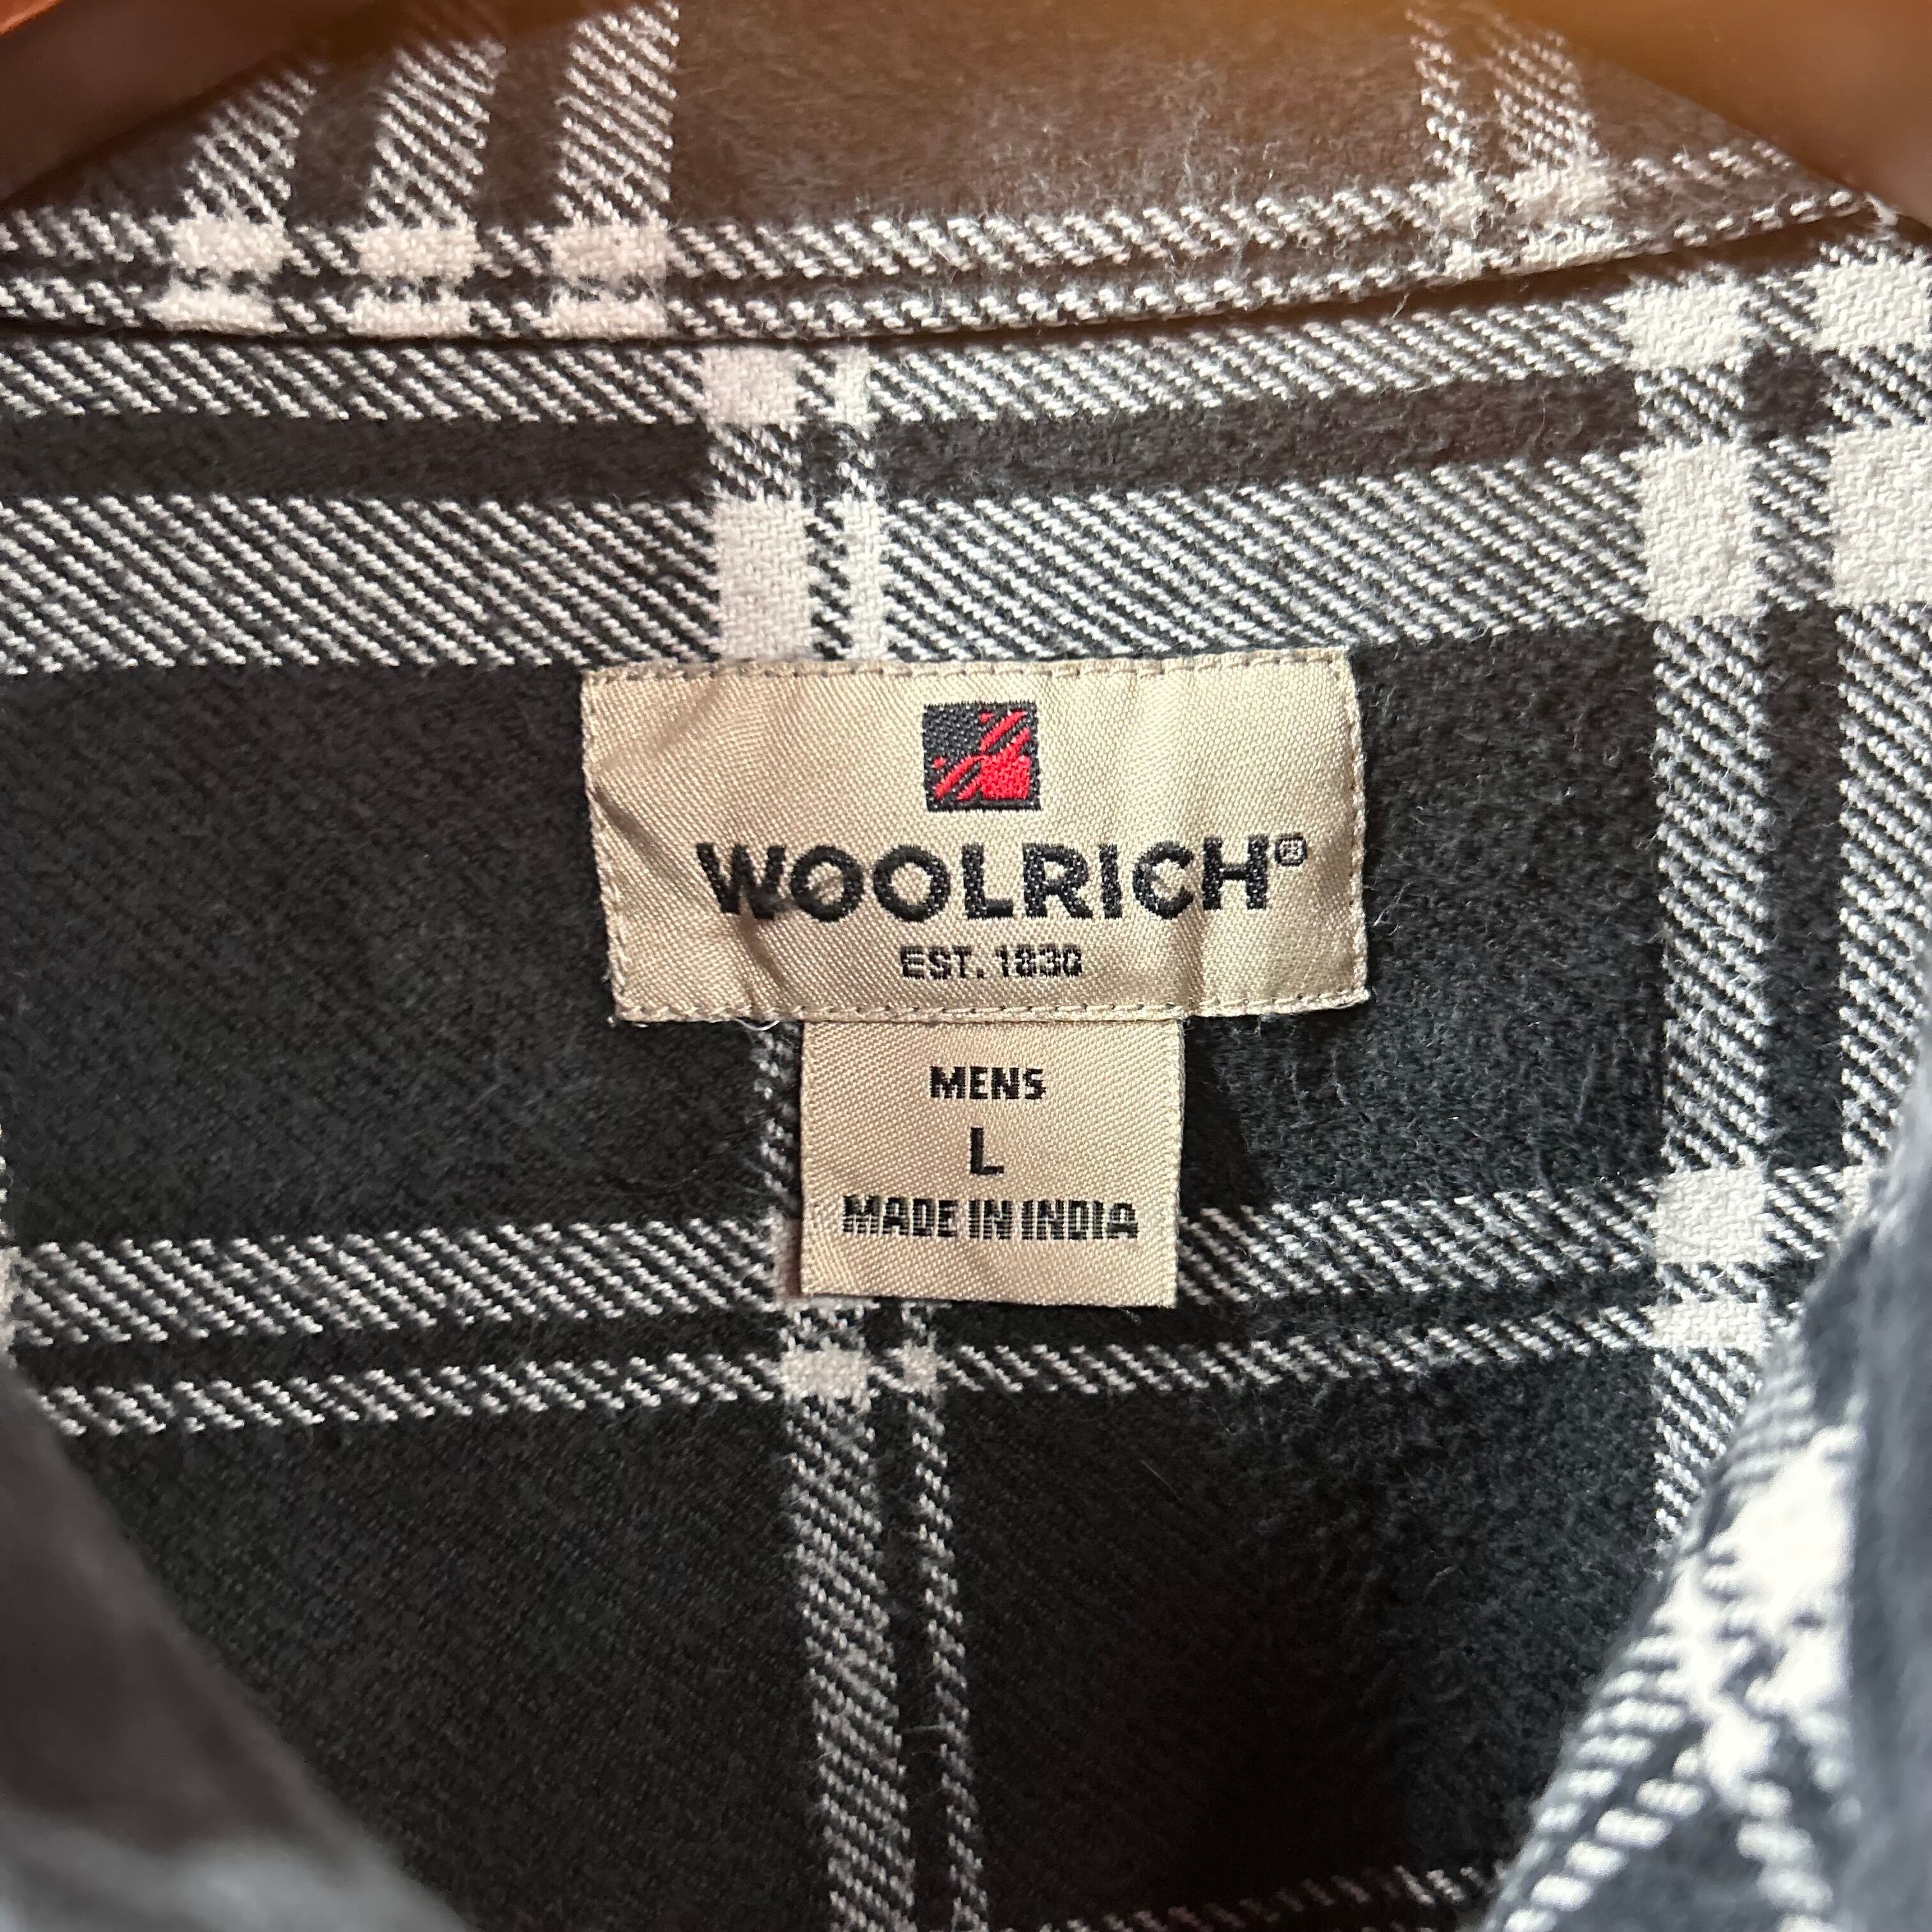 WOOLRICH®
EST. 1830
MENS
L
MADE IN INDIA